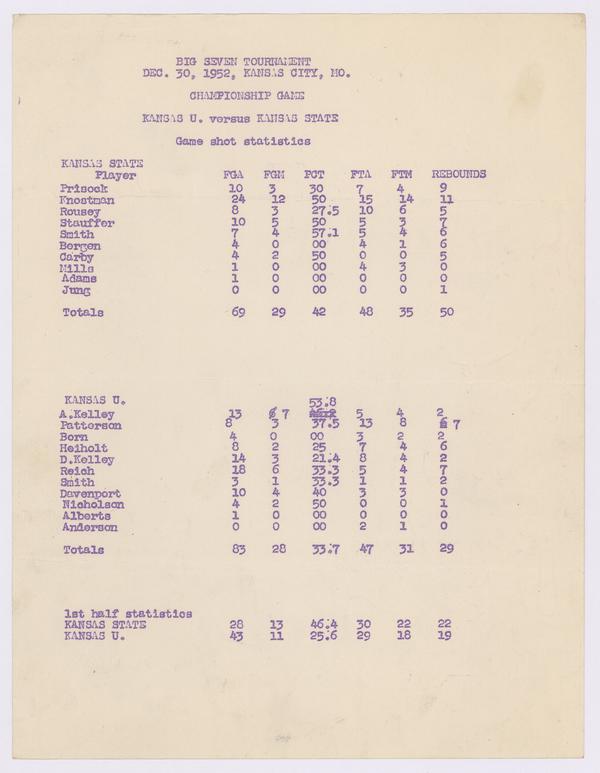 BIG SEVEN TOURNAMENT
DEC. 30, 1952, KANSAS CITY, MO.
CHAMPIONSHIP GAME
KANSAS U. versus KANSAS STATE
Game shot statistics
KANSAS STATE
Player FGA FGM PCT FTA FTM REBOUNDS
Prisock 10 3 30 7 4 9
Knostman 24 12 50 15 14 11
Rousey 8 3 27.5 10 6 5
Stauffer 10 5 50 5 3 7
Smith 7 4 57.1 5 4 6
Bergen 4 0 00 4 1 6
Carby 4 2 50 0 0 5
Mills 1 0 00 4 3 0
Adams 1 0 00 0 0 0
Jung 0 0 00 0 0 1
Totals 69 29 42 48 35 50
KANSAS U. 53.8
A.Kelley 13 6 7 5 4 2
Patterson 8 3 37.5 13 8 6 7
Born 4 0 00 3 2 2
Heiholt 8 2 25 7 4 6
D.Kelley 14 3 21.4 8 4 2
Reich 18 6 33.3 5 4 7
Smith 3 1 33.3 1 1 2
Davenport 10 4 40 3 3 0
Nicholson 4 2 50 0 0 1
Alberts 1 0 00 0 0 0
Anderson 0 0 00 2 1 0
Totals 83 28 33.7 47 31 29
1st half statistics
KANSAS STATE 28 13 46.4 30 22 22
KANSAS U. 43 11 25.6 29 18 19